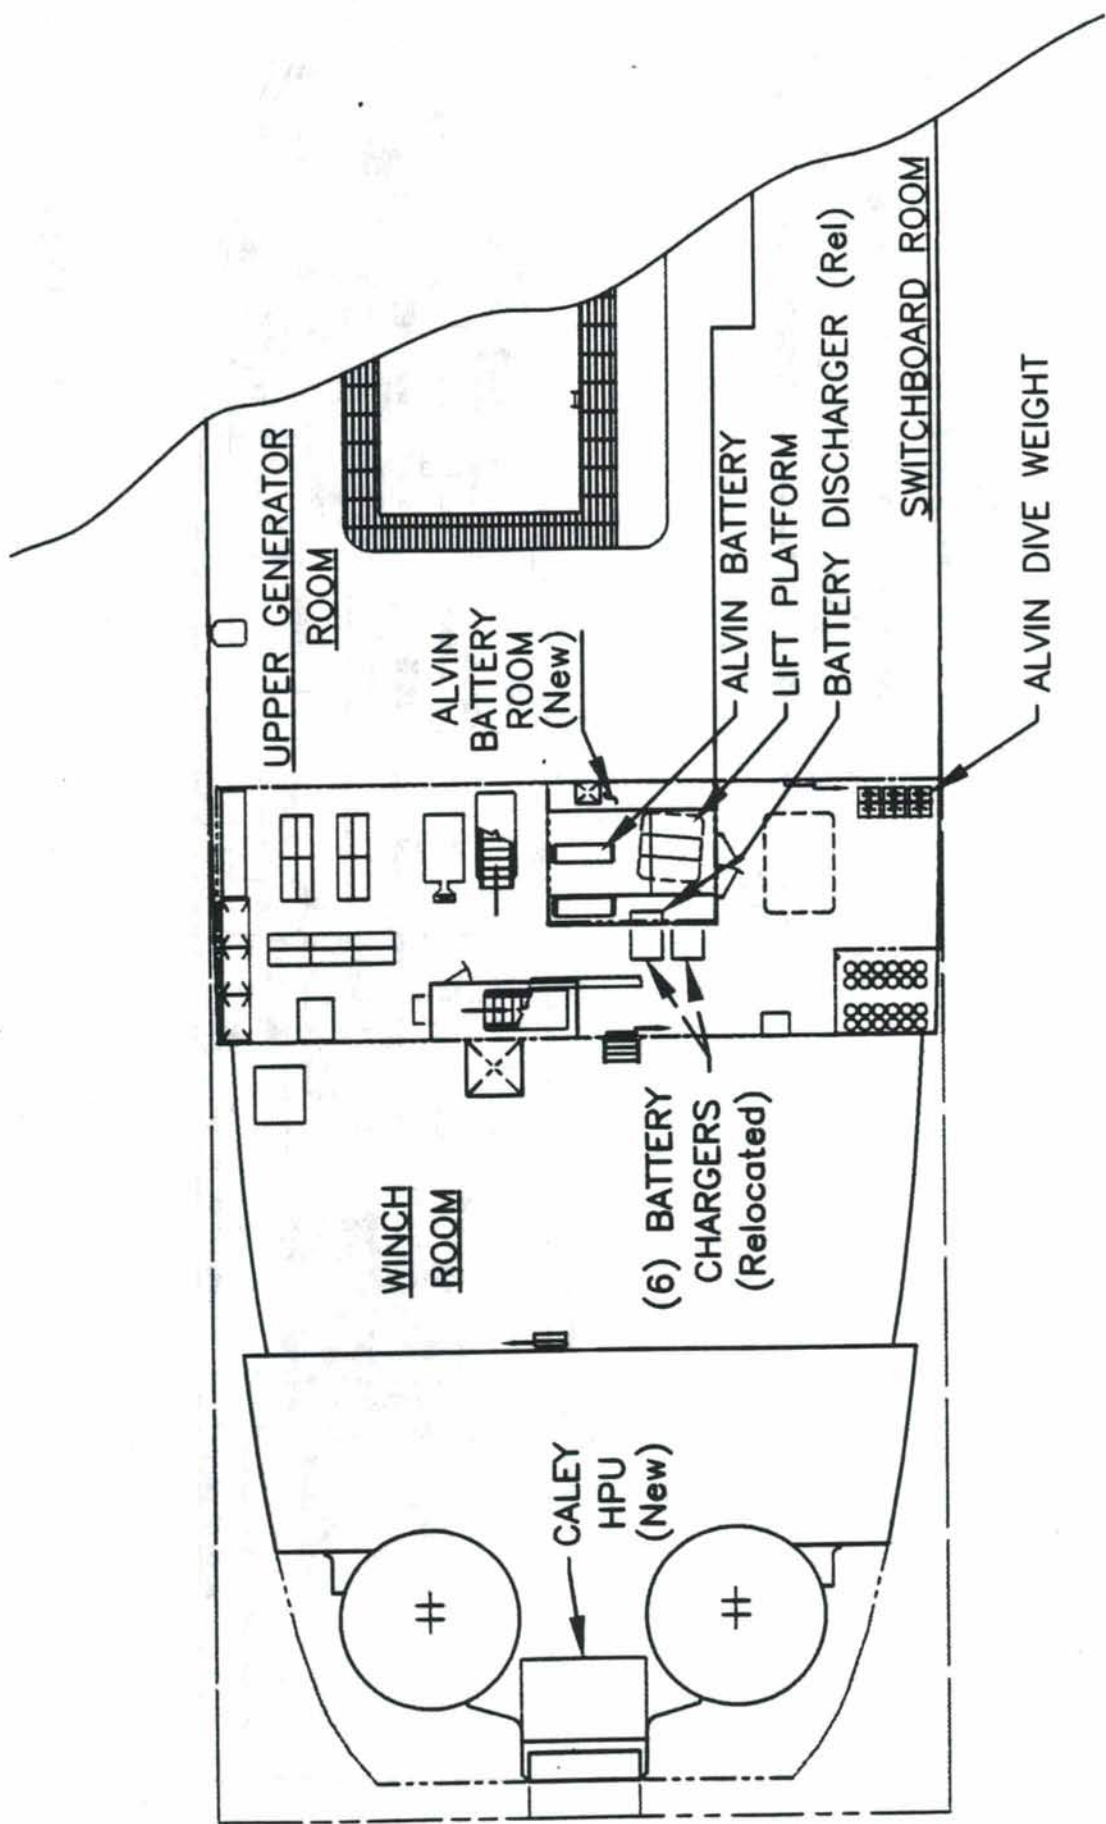 UPPER GENERATOR
ROOM
ALVIN
BATTERY
ROOM
(New)
WINCH
ROOM
CALEY
HPU
(New)
(6) BATTERY
CHARGERS
(Relocated)
ALVIN BATTERY
LIFT PLATFORM
BATTERY DISCHARGER (Rel)
SWITCHBOARD ROOM
ALVIN DIVE WEIGHT